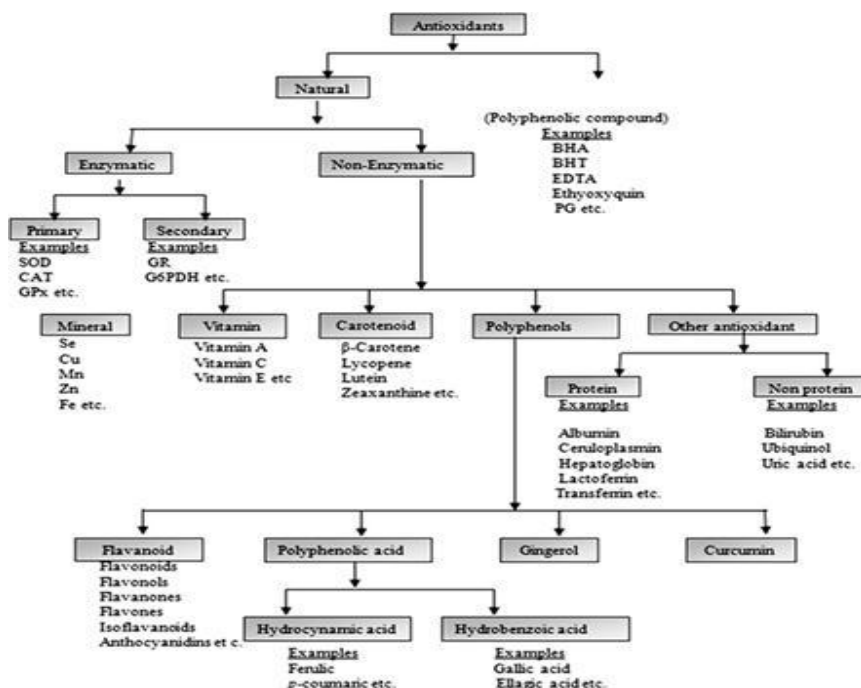 Antioxidants
Natural
(Polyphenolic compound)
Examples
BHA
BHT
EDTA
Ethyoxyquin
PG etc.
Enzymatic
Non-Enzymatic
Primary
Examples
SOD
CAT
GPx etc.
Secondary
Examples
GR
G6PDH etc.
Mineral
Se
Cu
Mn
Zn
Fe etc.
Vitamin
Vitamin A
Vitamin C
Vitamin E etc
Carotenoid
β-Carotene
Lycopene
Lutein
Zeaxanthine etc.
Polyphenols
Other antioxidant
Protein
Examples
Albumin
Ceruloplasmin
Hepatoglobin
Lactoferrin
Transferrin etc.
Non protein
Examples
Bilirubin
Ubiquinol
Uric acid etc.
Flavanoid
Flavonoids
Flavonols
Flavanones
Flavones
Isoflavanoids
Anthocyanidins et c.
Polyphenolic acid
Gingerol
Curcumin
Hydrocynamic acid
Examples
Ferulic
p-coumaric etc.
Hydrobenzoic acid
Examples
Gallic acid
Ellagic acid etc.